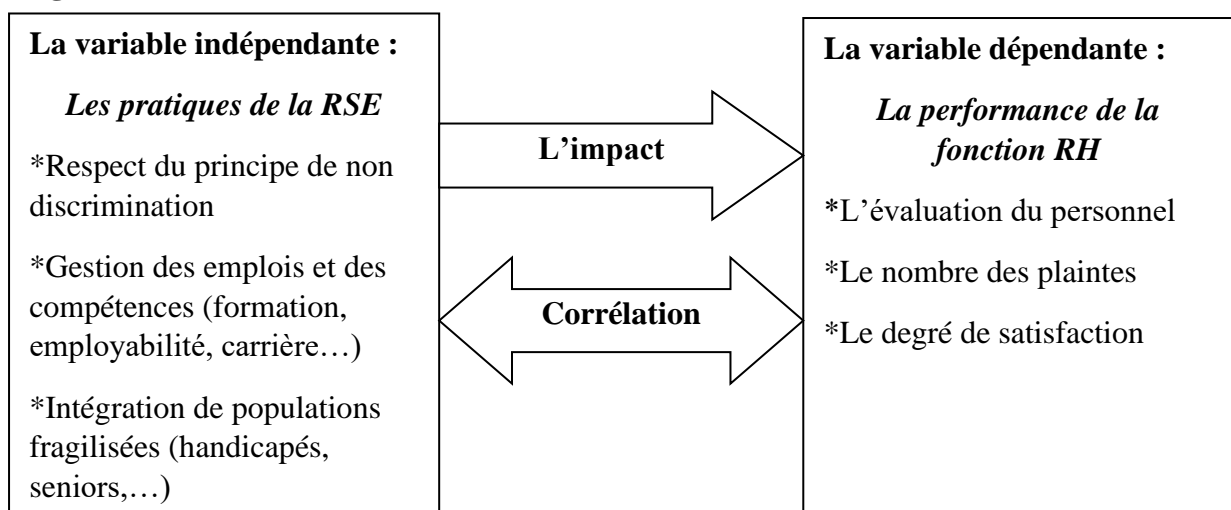 La variable indépendante :
Les pratiques de la RSE
*Respect du principe de non
discrimination
*Gestion des emplois et des
compétences (formation,
employabilité, carrière…)
*Intégration de populations
fragilisées (handicapés,
seniors,…)
L’impact
Corrélation
La variable dépendante :
La performance de la
fonction RH
*L’évaluation du personnel
*Le nombre des plaintes
*Le degré de satisfaction